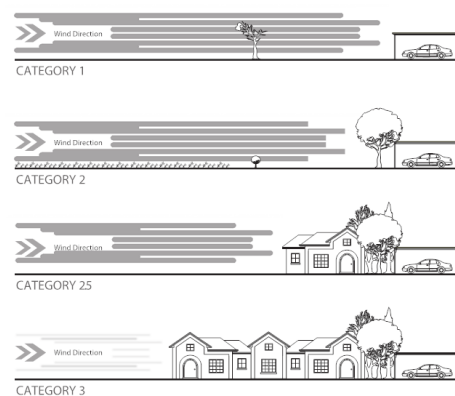 Wind Direction
CATEGORY 1
Wind Direction
CATEGORY 2
Wind Direction
CATEGORY 25
Wind Direction
CATEGORY 3